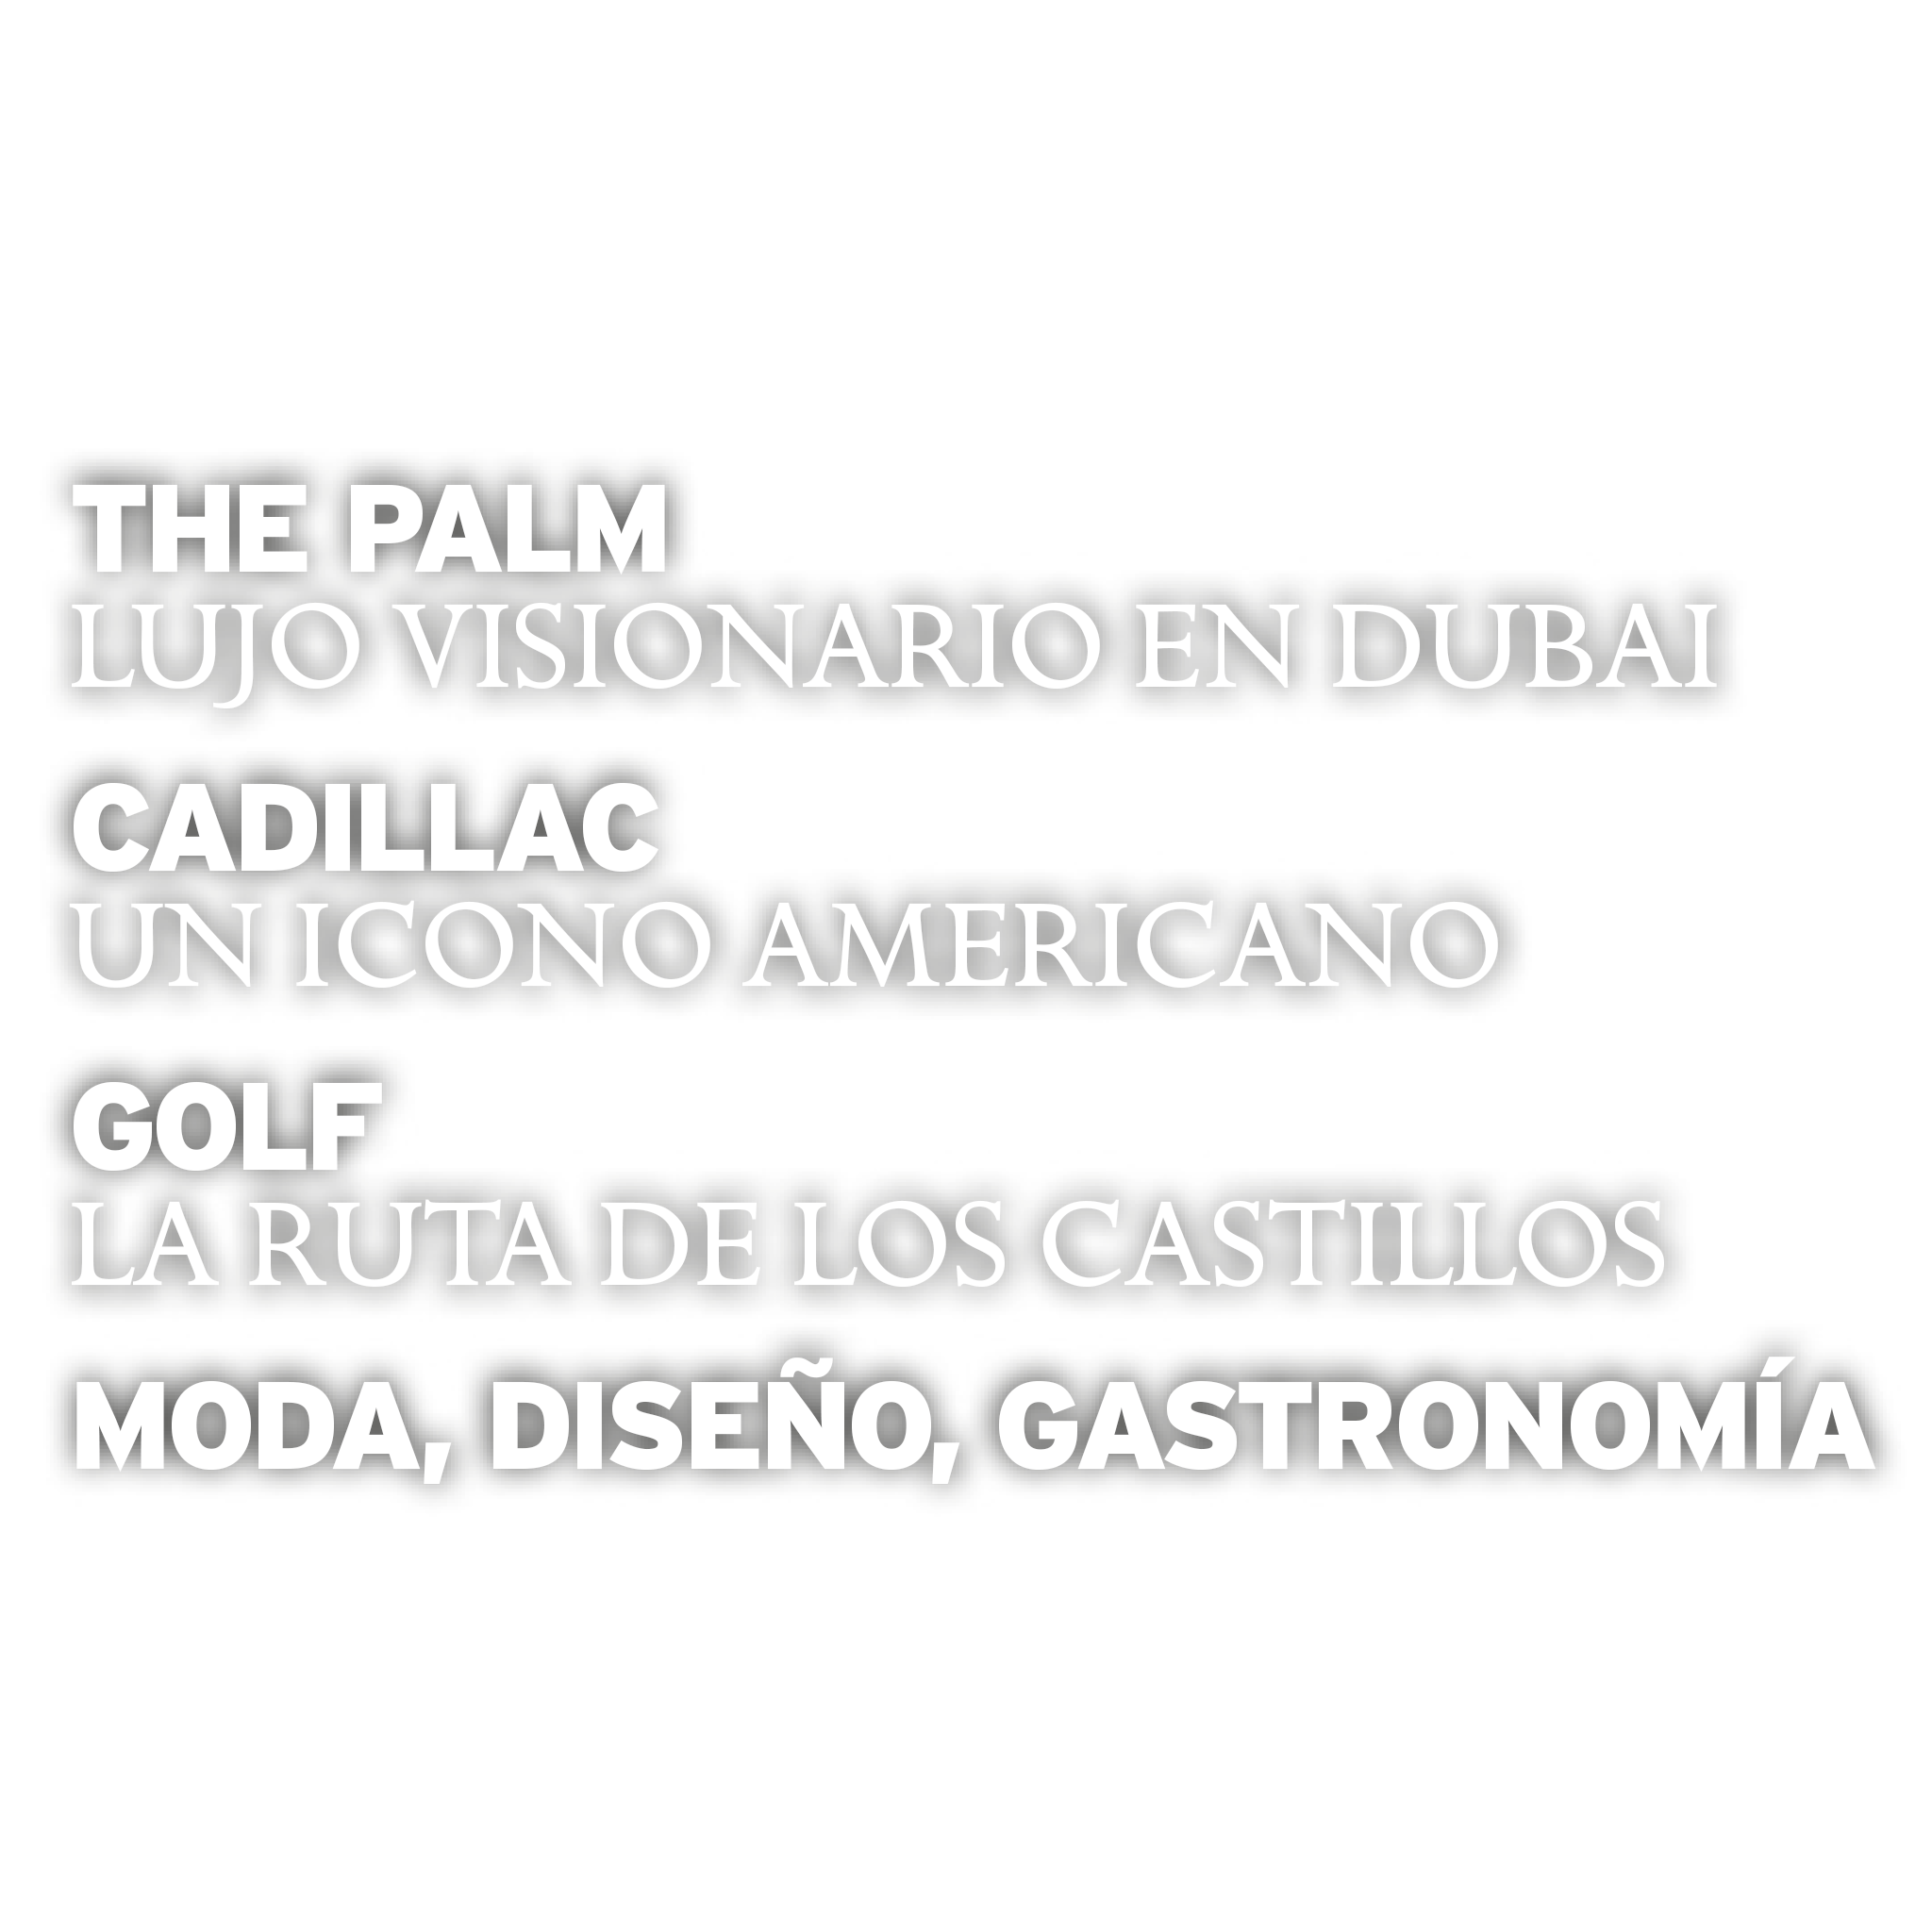 THE PALM
LUJO VISIONARIO EN DUBAI
CADILLAC
UN ICONO AMERICANO
GOLF
LA RUTA DE LOS CASTILLOS
MODA, DISEÑO, GASTRONOMÍA